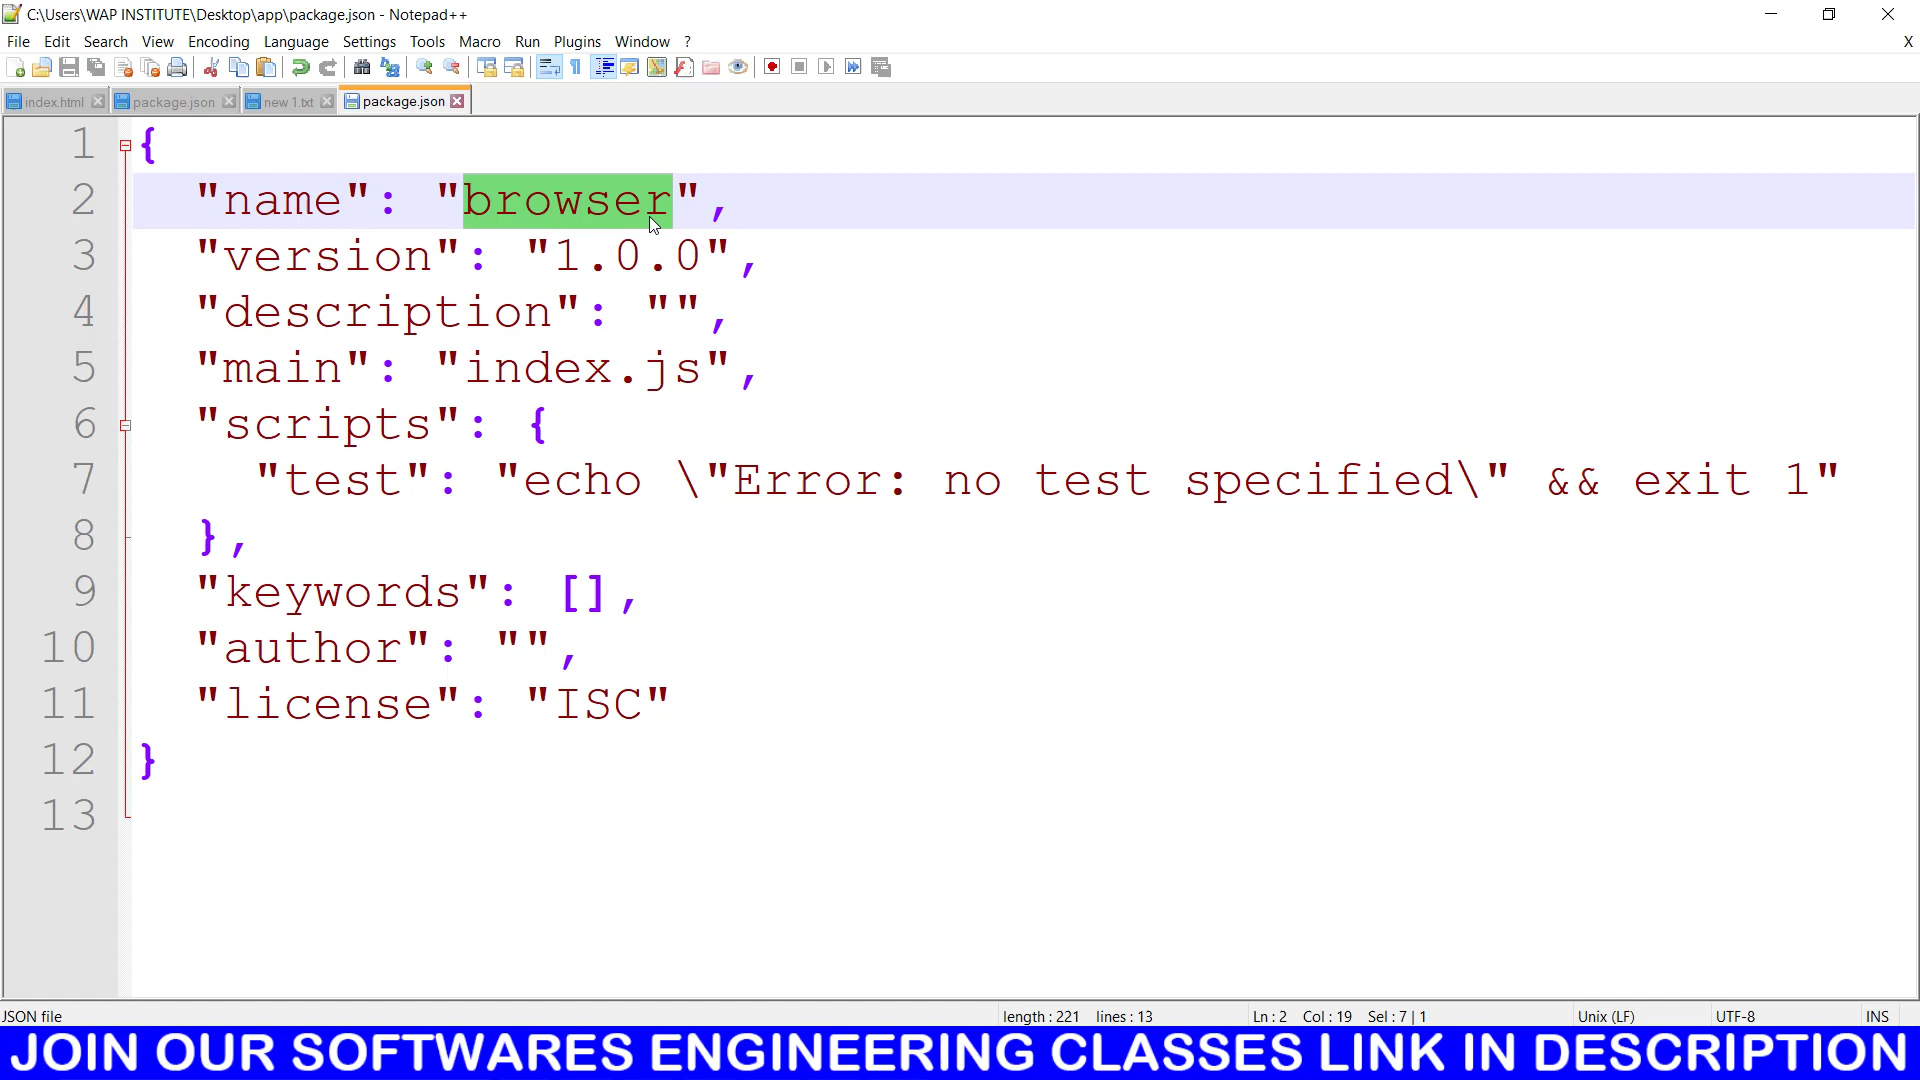 C:\Users\WAP INSTITUTE\Desktop\app\package.json - Notepad++
File Edit Search View Encoding Language Settings Tools Macro Run Plugins Window ? X
index.html package.json new 1.txt package.json
1 {
2 "name": "browser",
3 "version": "1.0.0",
4 "description": "",
5 "main": "index.js",
6 "scripts": {
7 "test": "echo \"Error: no test specified\" && exit 1"
8 },
9 "keywords": [],
10 "author": "",
11 "license": "ISC"
12 }
13
JSON file length : 221 lines : 13 Ln : 2 Col : 19 Sel : 7 | 1 Unix (LF) UTF-8 INS
JOIN OUR SOFTWARES ENGINEERING CLASSES LINK IN DESCRIPTION